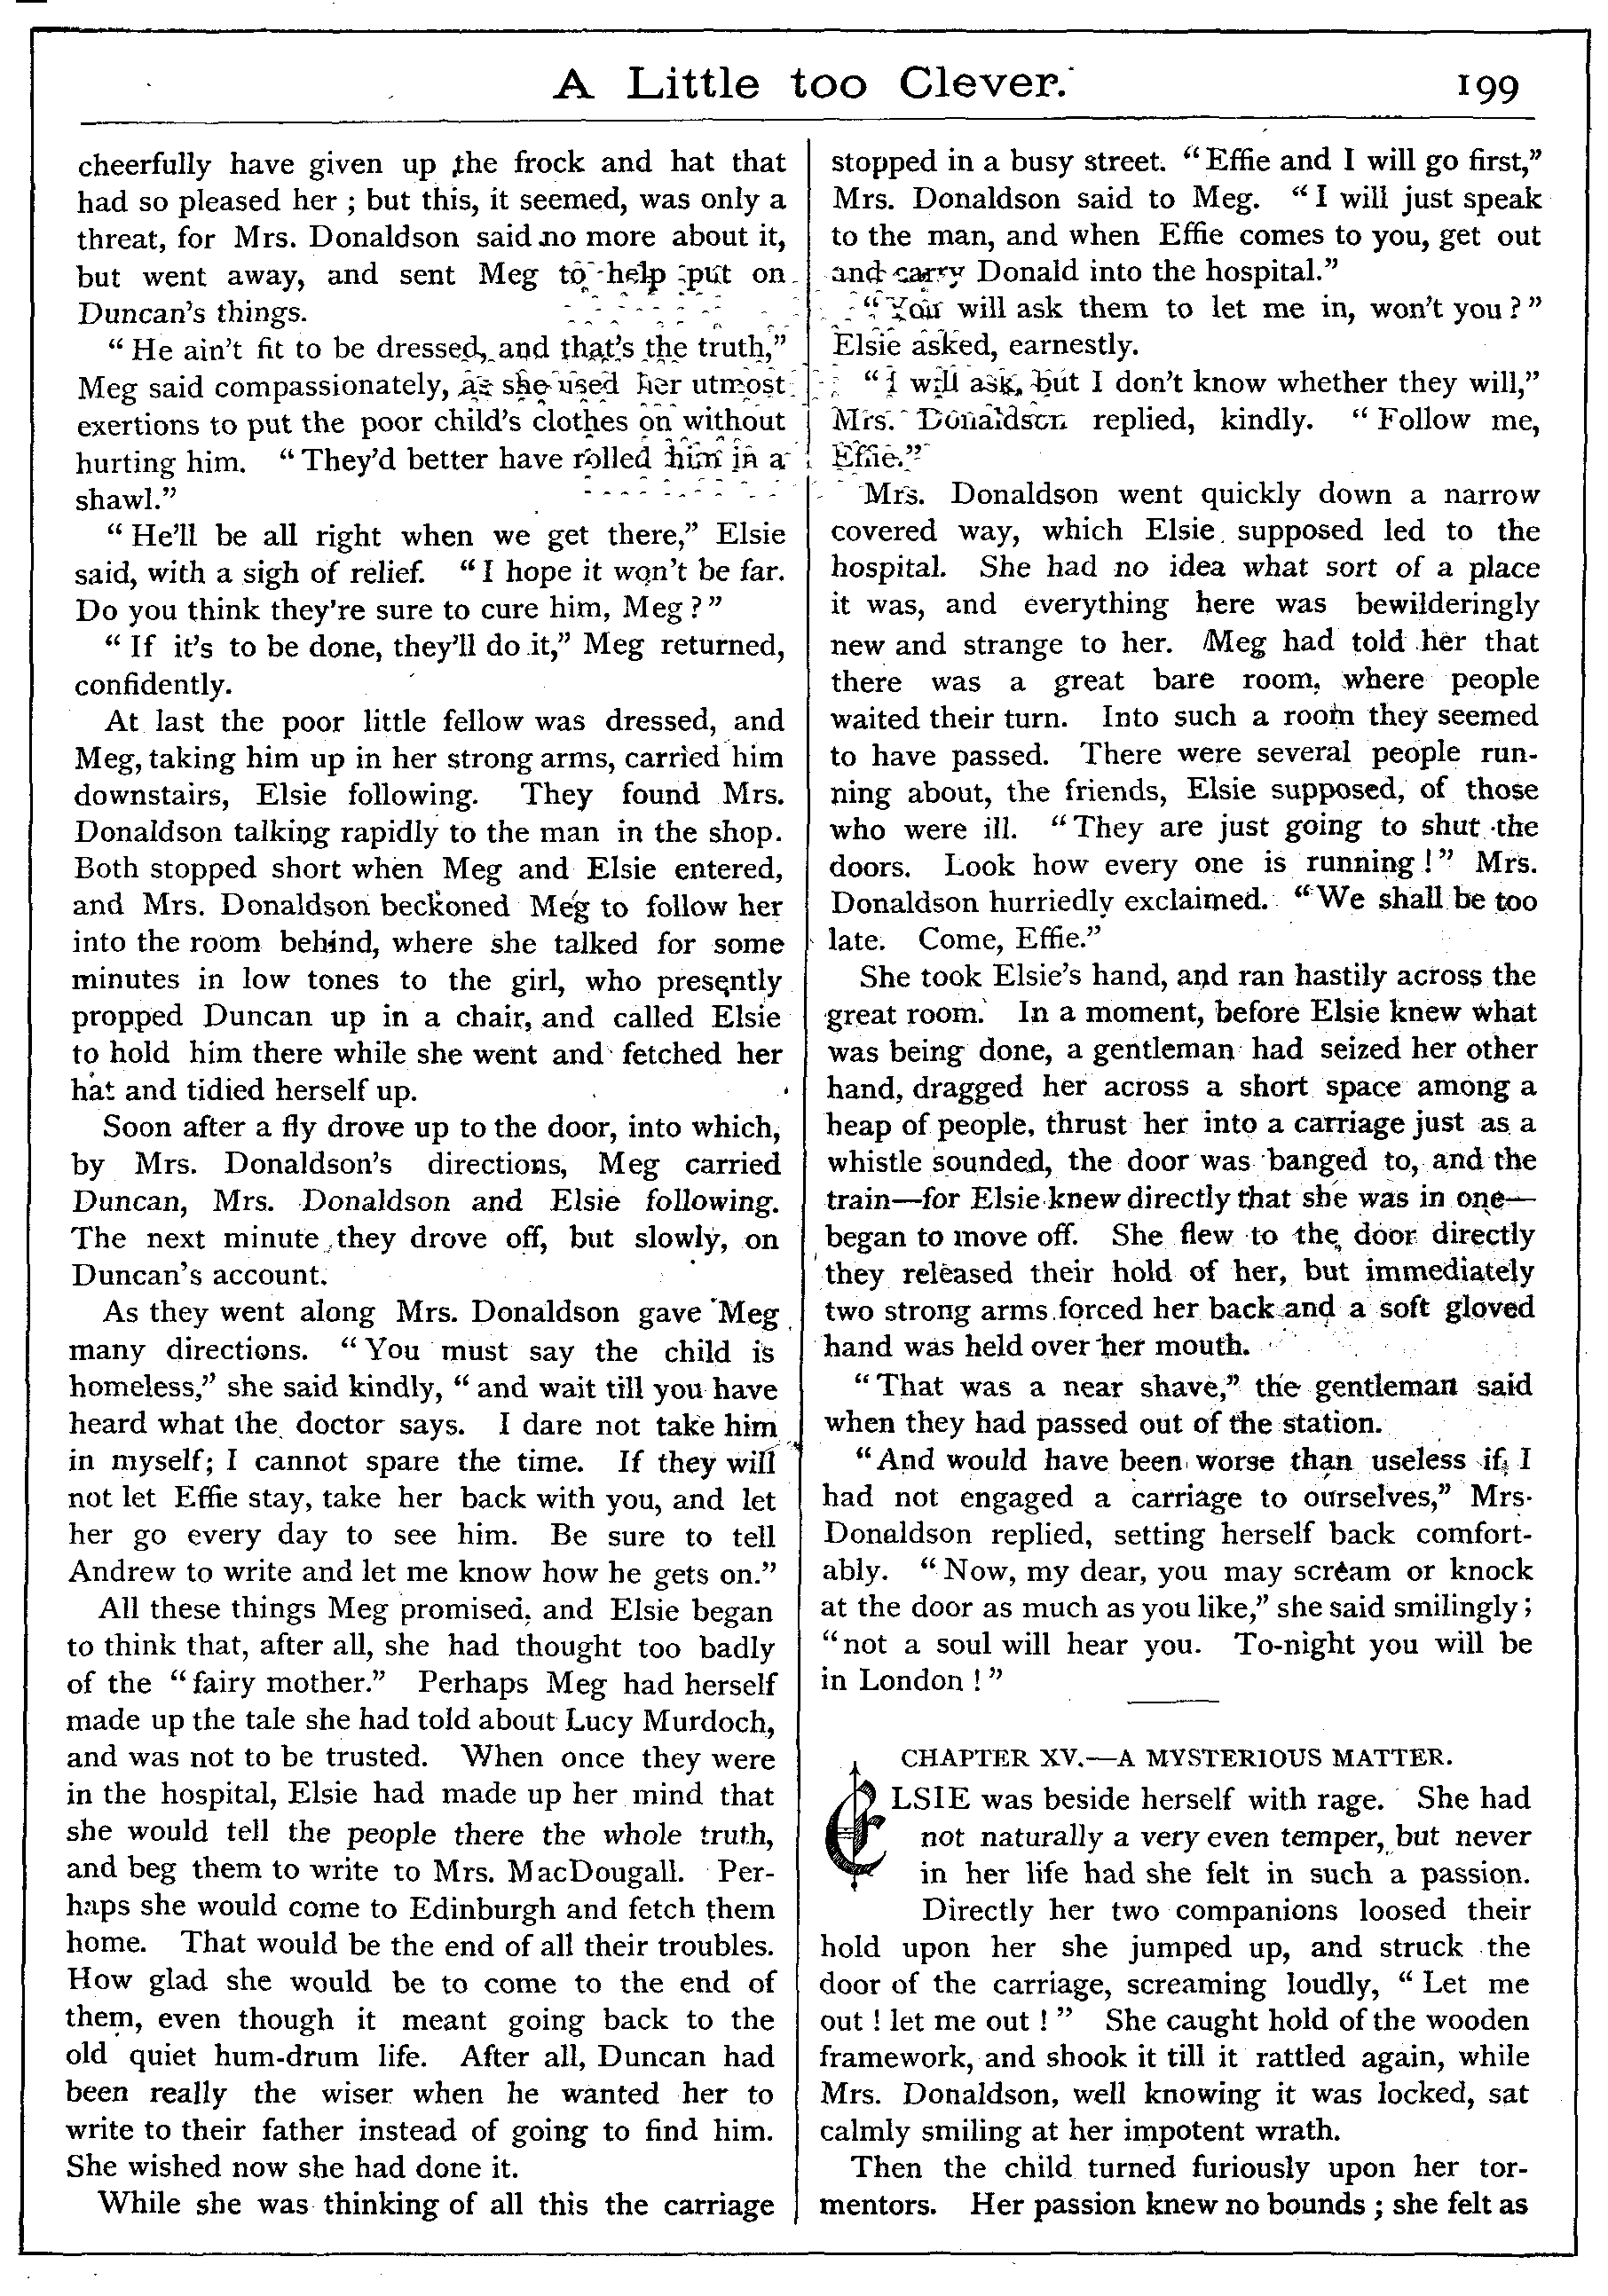 A Little too Clever.
199
cheerfully have given up the frock and hat that
had so pleased her ; but this, it seemed, was only a
threat, for Mrs. Donaldson said no more about it,
but went away, and sent Meg to help put on
Duncan's things.
“ He ain't fit to be dressed, and that's the truth,”
Meg said compassionately, as she used her utmost
exertions to put the poor child's clothes on without
hurting him. “ They'd better have rolled him in a
shawl.”
“ He'll be all right when we get there,” Elsie
said, with a sigh of relief. “ I hope it won't be far.
Do you think they're sure to cure him, Meg ? ”
“ If it's to be done, they'll do it,” Meg returned,
confidently.
At last the poor little fellow was dressed, and
Meg, taking him up in her strong arms, carried him
downstairs, Elsie following. They found Mrs.
Donaldson talking rapidly to the man in the shop.
Both stopped short when Meg and Elsie entered,
and Mrs. Donaldson beckoned Meg to follow her
into the room behind, where she talked for some
minutes in low tones to the girl, who presently
propped Duncan up in a chair, and called Elsie
to hold him there while she went and fetched her
hat and tidied herself up.
Soon after a fly drove up to the door, into which,
by Mrs. Donaldson's directions, Meg carried
Duncan, Mrs. Donaldson and Elsie following.
The next minute they drove off, but slowly, on
Duncan's account.
As they went along Mrs. Donaldson gave Meg
many directions. “ You must say the child is
homeless,” she said kindly, “ and wait till you have
heard what the doctor says. I dare not take him
in myself; I cannot spare the time. If they will
not let Effie stay, take her back with you, and let
her go every day to see him. Be sure to tell
Andrew to write and let me know how he gets on.”
All these things Meg promised, and Elsie began
to think that, after all, she had thought too badly
of the “ fairy mother.” Perhaps Meg had herself
made up the tale she had told about Lucy Murdoch,
and was not to be trusted. When once they were
in the hospital, Elsie had made up her mind that
she would tell the people there the whole truth,
and beg them to write to Mrs. MacDougall. Per-
haps she would come to Edinburgh and fetch them
home. That would be the end of all their troubles.
How glad she would be to come to the end of
them, even though it meant going back to the
old quiet hum-drum life. After all, Duncan had
been really the wiser when he wanted her to
write to their father instead of going to find him.
She wished now she had done it.
While she was thinking of all this the carriage
stopped in a busy street. “ Effie and I will go first,”
Mrs. Donaldson said to Meg. “ I will just speak
to the man, and when Effie comes to you, get out
and carry Donald into the hospital.”
“ You will ask them to let me in, won't you ? ”
Elsie asked, earnestly.
“ I will ask, but I don't know whether they will,”
Mrs. Donaldson replied, kindly. “ Follow me,
Effie.”
Mrs. Donaldson went quickly down a narrow
covered way, which Elsie supposed led to the
hospital. She had no idea what sort of a place
it was, and everything here was bewilderingly
new and strange to her. Meg had told her that
there was a great bare room, where people
waited their turn. Into such a room they seemed
to have passed. There were several people run-
ning about, the friends, Elsie supposed, of those
who were ill. “ They are just going to shut the
doors. Look how every one is running ! ” Mrs.
Donaldson hurriedly exclaimed. “ We shall be too
late. Come, Effie.”
She took Elsie's hand, and ran hastily across the
great room. In a moment, before Elsie knew what
was being done, a gentleman had seized her other
hand, dragged her across a short space among a
heap of people, thrust her into a carriage just as a
whistle sounded, the door was banged to, and the
train—for Elsie knew directly that she was in one—
began to move off. She flew to the door directly
they released their hold of her, but immediately
two strong arms forced her back and a soft gloved
hand was held over her mouth.
“ That was a near shave,” the gentleman said
when they had passed out of the station.
“ And would have been worse than useless if I
had not engaged a carriage to ourselves,” Mrs.
Donaldson replied, setting herself back comfort-
ably. “ Now, my dear, you may scream or knock
at the door as much as you like,” she said smilingly ;
“ not a soul will hear you. To-night you will be
in London ! ”
CHAPTER XV.—A MYSTERIOUS MATTER.
ELSIE was beside herself with rage. She had
not naturally a very even temper, but never
in her life had she felt in such a passion.
Directly her two companions loosed their
hold upon her she jumped up, and struck the
door of the carriage, screaming loudly, “ Let me
out ! let me out ! ” She caught hold of the wooden
framework, and shook it till it rattled again, while
Mrs. Donaldson, well knowing it was locked, sat
calmly smiling at her impotent wrath.
Then the child turned furiously upon her tor-
mentors. Her passion knew no bounds ; she felt as